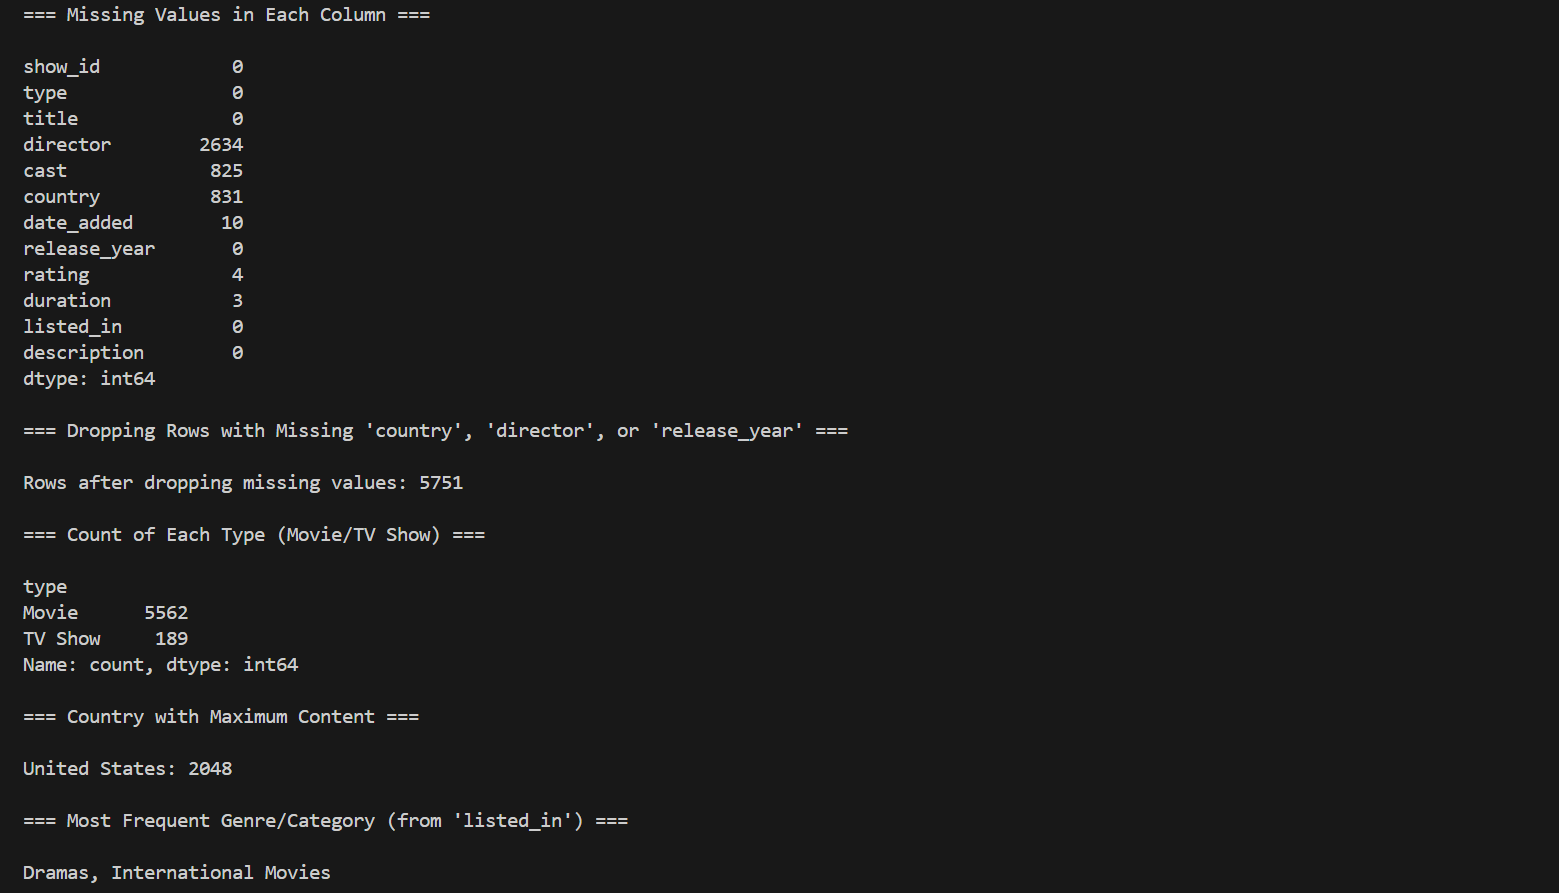 === Missing Values in Each Column ===
show_id 0
type 0
title 0
director 2634
cast 825
country 831
date_added 10
release_year 0
rating 4
duration 3
listed_in 0
description 0
dtype: int64
=== Dropping Rows with Missing 'country', 'director', or 'release_year' ===
Rows after dropping missing values: 5751
=== Count of Each Type (Movie/TV Show) ===
type
Movie 5562
TV Show 189
Name: count, dtype: int64
=== Country with Maximum Content ===
United States: 2048
=== Most Frequent Genre/Category (from 'listed_in') ===
Dramas, International Movies